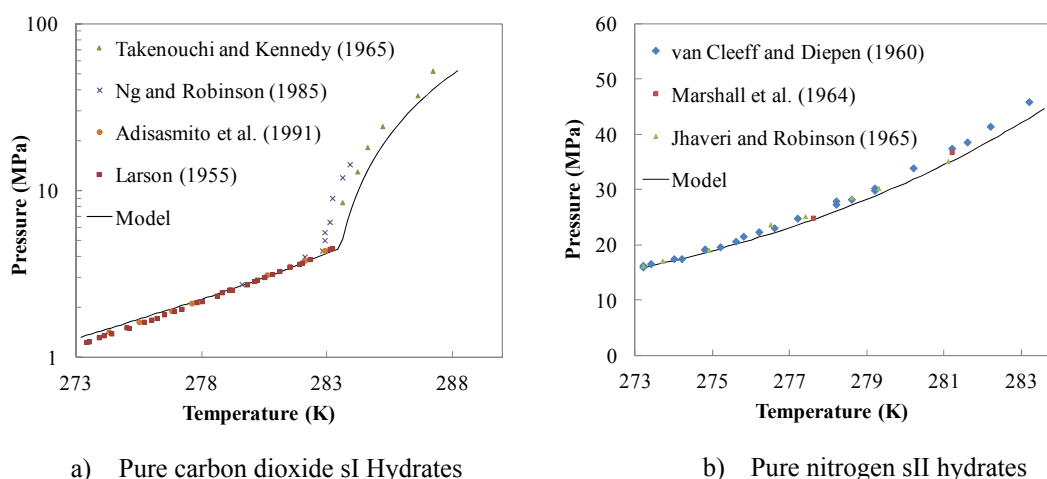 100
10
1
Pressure (MPa)
Takenouchi and Kennedy (1965)
Ng and Robinson (1985)
Adisasmito et al. (1991)
Larson (1955)
Model
273 278 283 288
Temperature (K)
a) Pure carbon dioxide sI Hydrates
60
50
40
30
20
10
0
Pressure (MPa)
van Cleeff and Diepen (1960)
Marshall et al. (1964)
Jhaveri and Robinson (1965)
Model
273 275 277 279 281 283
Temperature (K)
b) Pure nitrogen sII hydrates